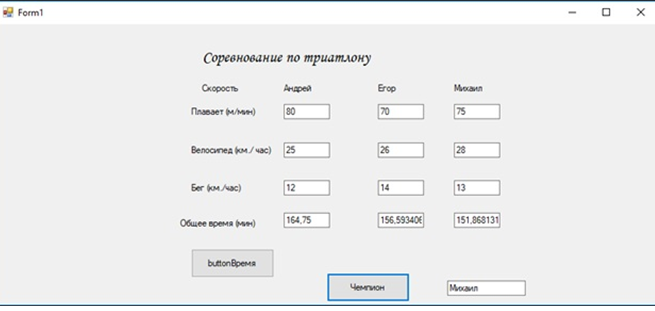 Form1
Соревнование по триатлону
Скорость Андрей Егор Михаил
Плавает (м/мин) 80 70 75
Велосипед (км./ час) 25 26 28
Бег (км./час) 12 14 13
Общее время (мин) 164,75 156,593406 151,868131
buttonВремя
Чемпион Михаил